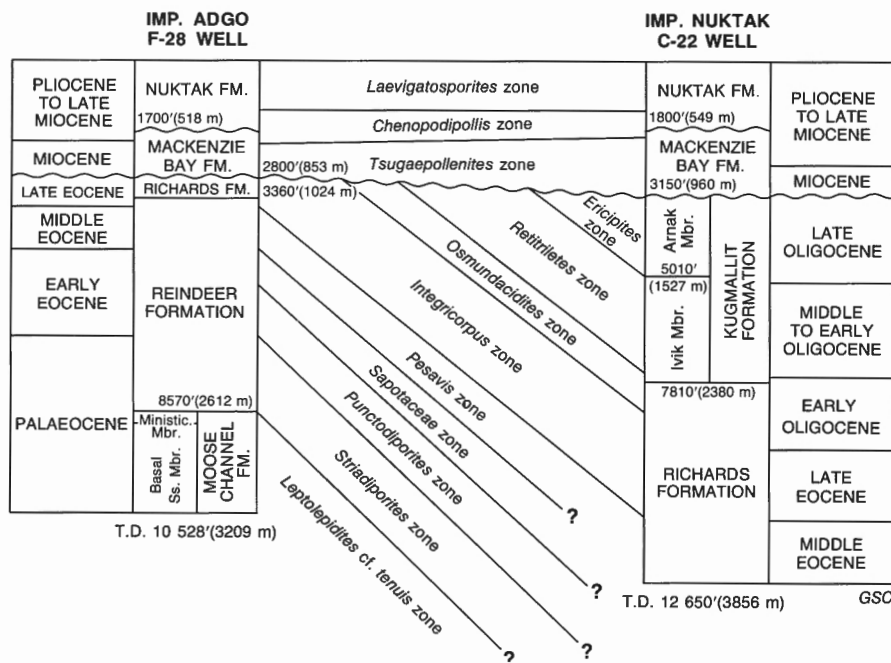 IMP. ADGO
F-28 WELL
IMP. NUKTAK
C-22 WELL
PLIOCENE
TO LATE
MIOCENE
NUKTAK FM.
1700'(518 m)
Laevigatosporites zone
Chenopodipollis zone
NUKTAK FM.
1800'(549 m)
PLIOCENE
TO LATE
MIOCENE
MIOCENE
MACKENZIE
BAY FM.
2800'(853 m)
Tsugaepollenites zone
MACKENZIE
BAY FM.
3150'(960 m)
MIOCENE
LATE EOCENE
RICHARDS FM.
3360'(1024 m)
MIDDLE
EOCENE
EARLY
EOCENE
REINDEER
FORMATION
8570'(2612 m)
PALAEOCENE
Ministic.
Mbr.
Basal
Ss. Mbr.
MOOSE
CHANNEL
FM.
T.D. 10 528'(3209 m)
Ericipites
zone
Retitriletes zone
Osmundacidites zone
Integricorpus zone
Pesavis zone
Sapotaceae zone
Punctodiporites zone
Striadiporites zone
Leptolepidites cf. tenuis zone
?
?
?
?
Arnak
Mbr.
5010'
(1527 m)
Ivik Mbr.
KUGMALLIT
FORMATION
7810'(2380 m)
RICHARDS
FORMATION
LATE
OLIGOCENE
MIDDLE
TO EARLY
OLIGOCENE
EARLY
OLIGOCENE
LATE
EOCENE
MIDDLE
EOCENE
T.D. 12 650'(3856 m)
GSC